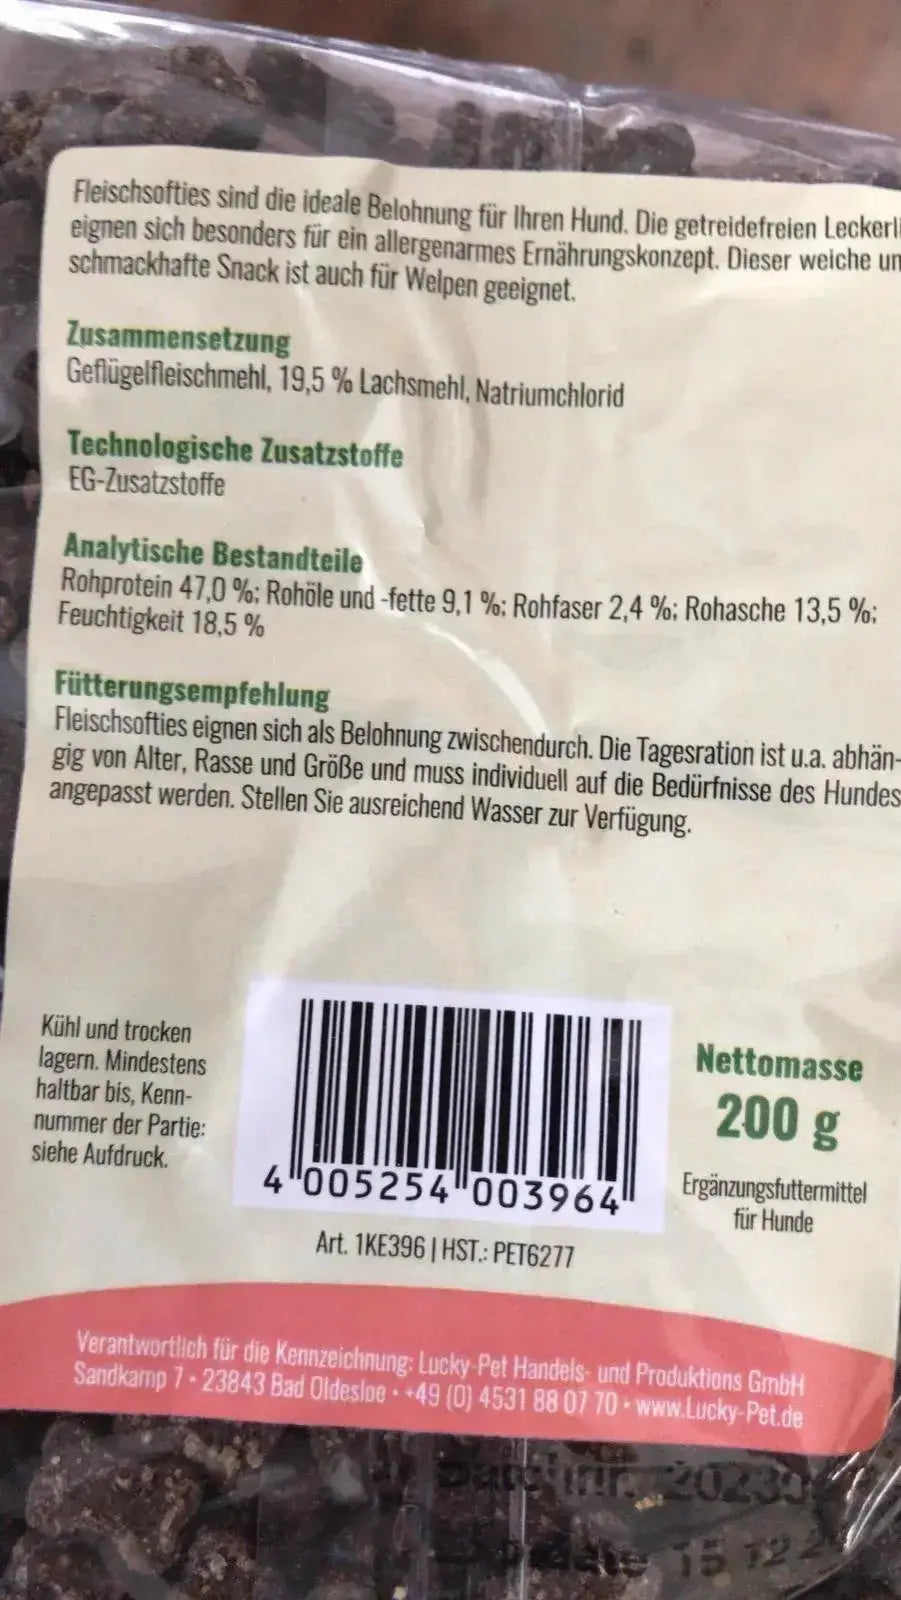 Fleischsofties sind die ideale Belohnung für Ihren Hund. Die getreidefreien Leckerli
eignen sich besonders für ein allergenarmes Ernährungskonzept. Dieser weiche un
schmackhafte Snack ist auch für Welpen geeignet.
Zusammensetzung
Geflügelfleischmehl, 19,5 % Lachsmehl, Natriumchlorid
Technologische Zusatzstoffe
EG-Zusatzstoffe
Analytische Bestandteile
Rohprotein 47,0 %; Rohöle und -fette 9,1 %; Rohfaser 2,4 %; Rohasche 13,5 %;
Feuchtigkeit 18,5 %
Fütterungsempfehlung
Fleischsofties eignen sich als Belohnung zwischendurch. Die Tagesration ist u.a. abhän-
gig von Alter, Rasse und Größe und muss individuell auf die Bedürfnisse des Hundes
angepasst werden. Stellen Sie ausreichend Wasser zur Verfügung.
Kühl und trocken
lagern. Mindestens
haltbar bis, Kenn-
nummer der Partie:
siehe Aufdruck.
4 005254 003964
Art. 1KE396 | HST.: PET6277
Nettomasse
200 g
Ergänzungsfuttermittel
für Hunde
Verantwortlich für die Kennzeichnung: Lucky-Pet Handels- und Produktions GmbH
Sandkamp 7 • 23843 Bad Oldesloe • +49 (0) 4531 88 07 70 • www.Lucky-Pet.de
15 12